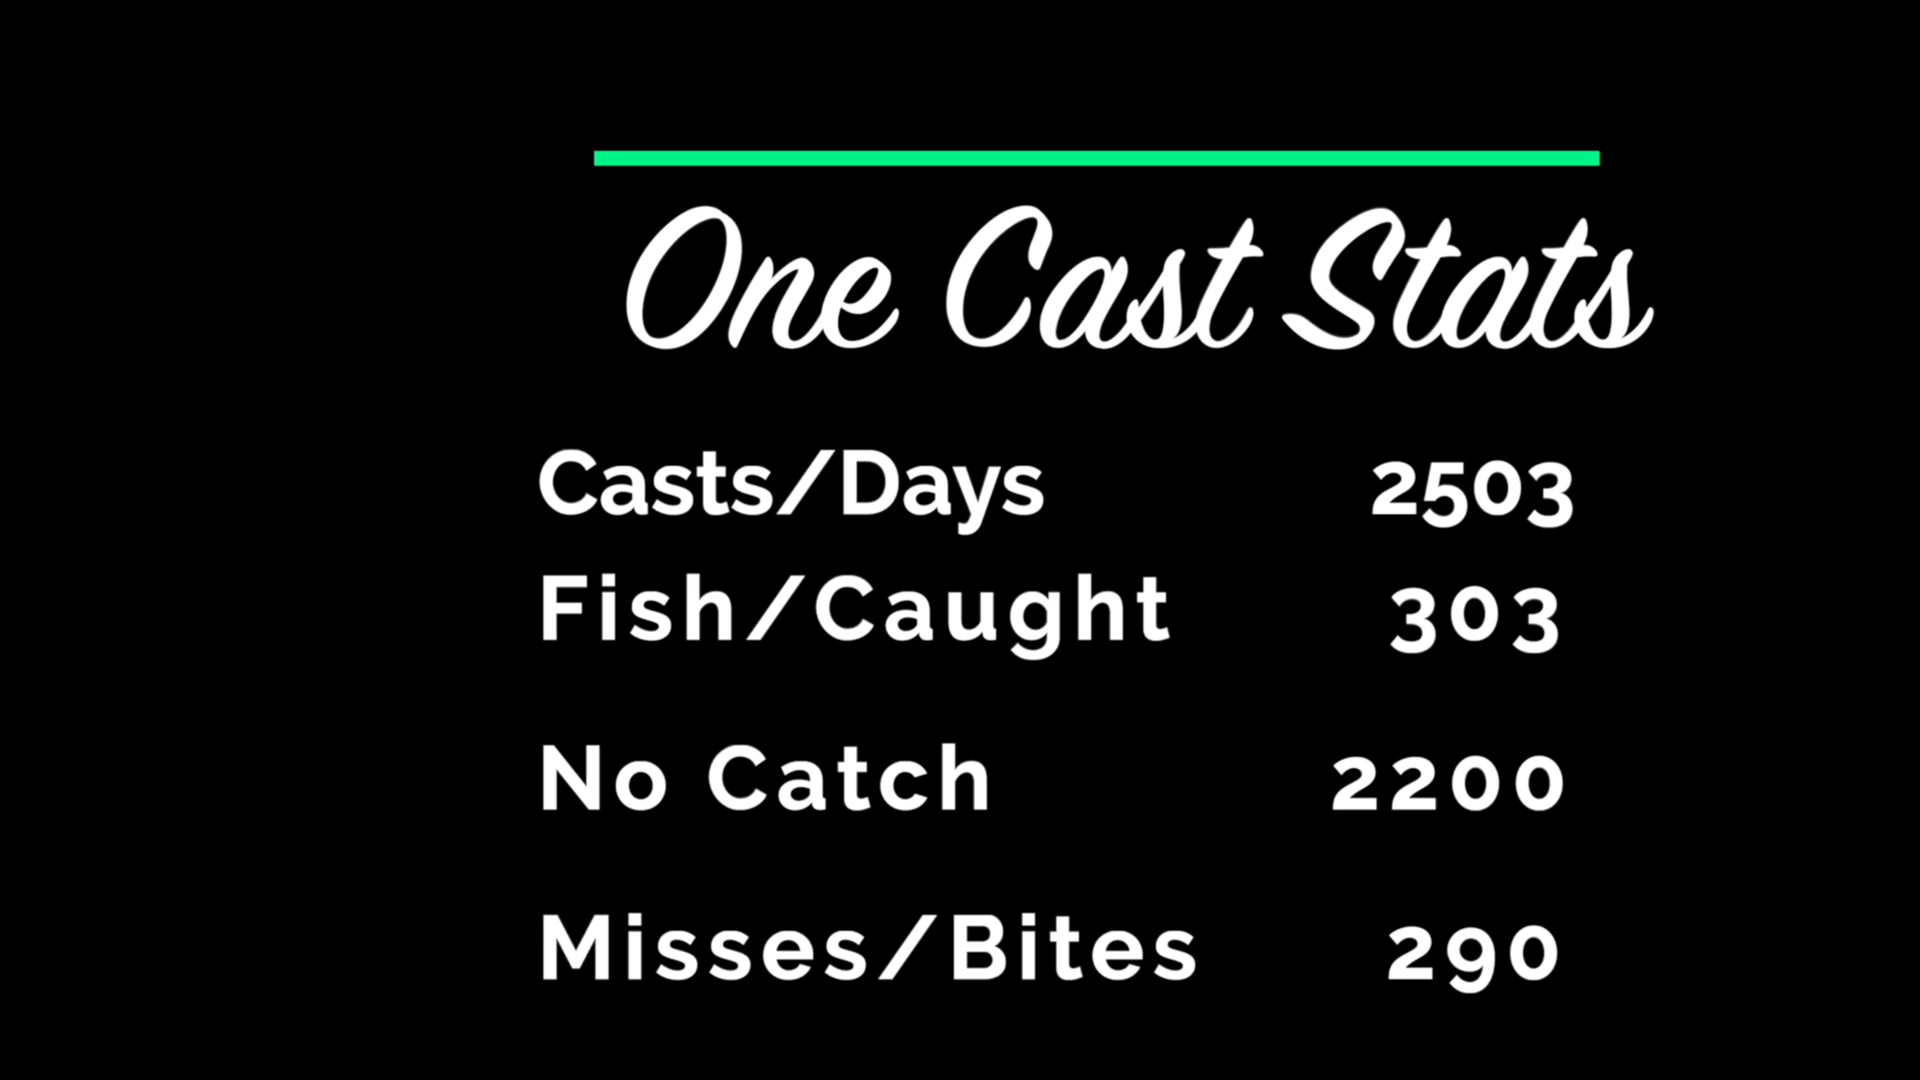 One Cast Stats
Casts/Days 2503
Fish/Caught 303
No Catch 2200
Misses/Bites 290